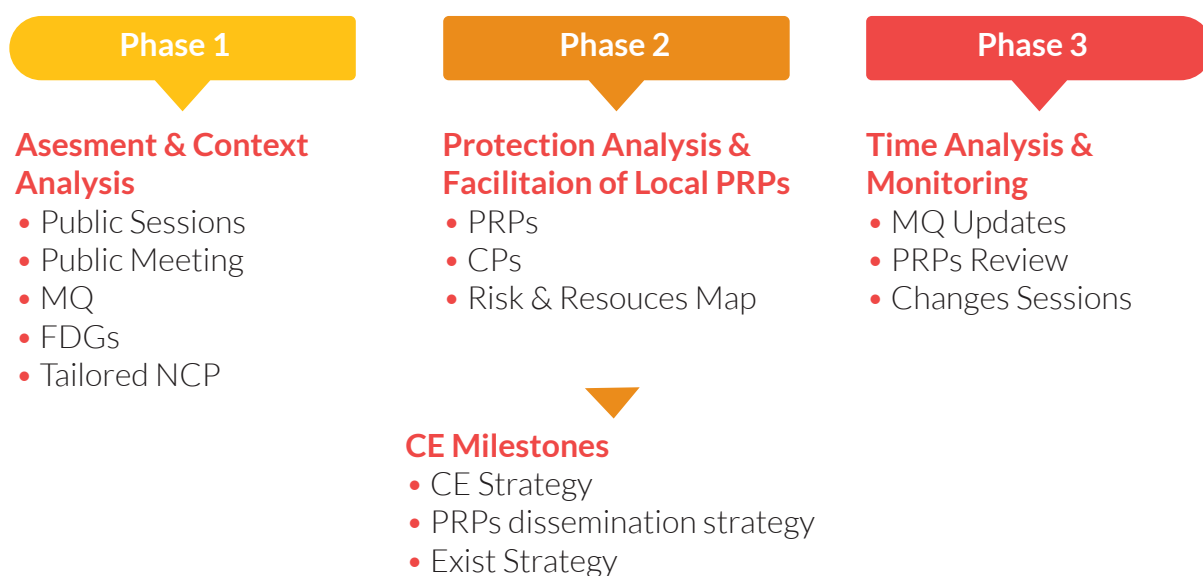 Phase 1
Asesment & Context
Analysis
• Public Sessions
• Public Meeting
• MQ
• FDGs
• Tailored NCP
Phase 2
Protection Analysis &
Facilitaion of Local PRPs
• PRPs
• CPs
• Risk & Resouces Map
CE Milestones
• CE Strategy
• PRPs dissemination strategy
• Exist Strategy
Phase 3
Time Analysis &
Monitoring
• MQ Updates
• PRPs Review
• Changes Sessions